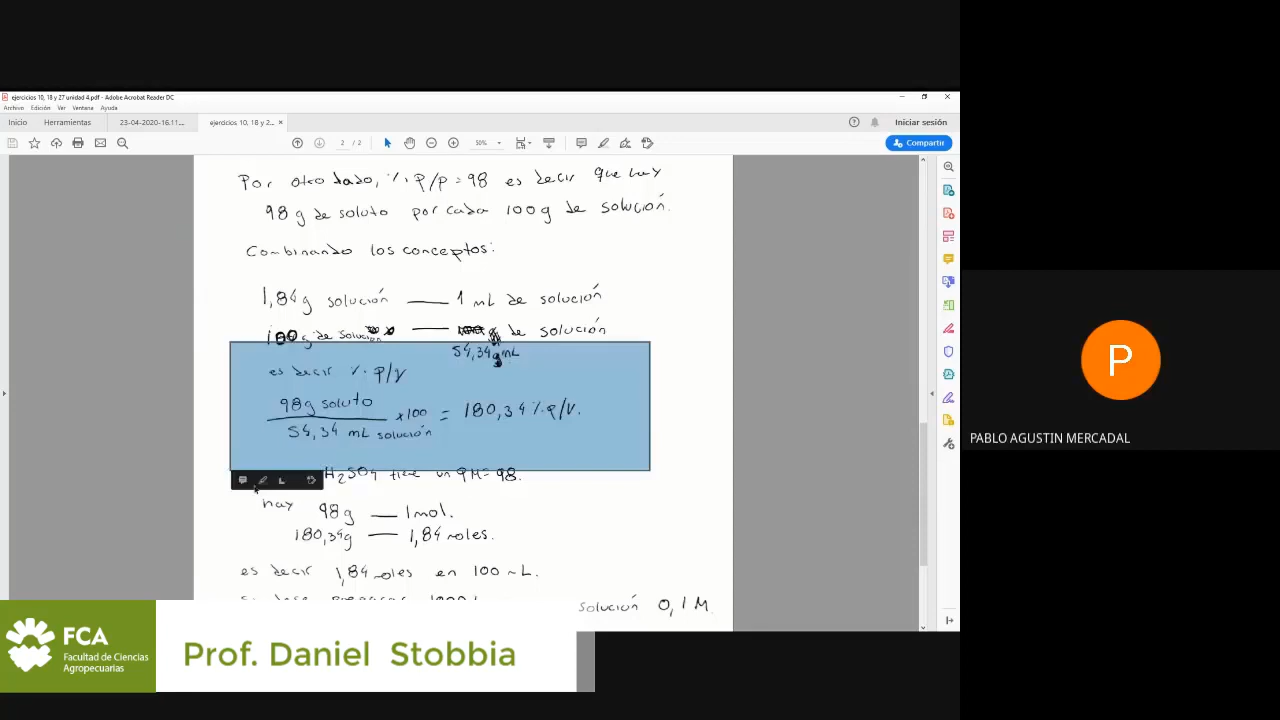 ejercicios 10, 18 y 27 unidad 4.pdf - Adobe Acrobat Reader DC
Archivo Edición Ver Ventana Ayuda
Inicio Herramientas 23-04-2020-16.11... ejercicios 10, 18 y 2... × Iniciar sesión
2 / 2 50% Compartir
Por otro lado, % p/p = 98 es decir que hay
98 g de soluto por cada 100 g de solución.
Combinando los conceptos:
1,84 g solución — 1 mL de solución
100 g de — de solución
54,34 mL
es decir % p/v
98 g soluto
x 100 = 180,34 % p/v.
54,34 mL solución
H2SO4 tiene un PM = 98.
hay 98 g — 1 mol.
180,34 g — 1,84 moles.
es decir 1,84 moles en 100 mL.
solución 0,1 M
P
PABLO AGUSTIN MERCADAL
FCA
Facultad de Ciencias
Agropecuarias
Prof. Daniel Stobbia